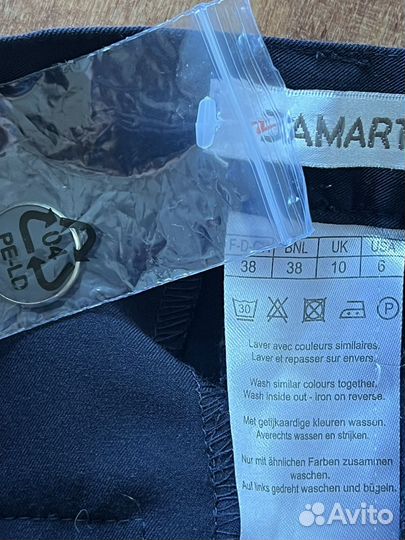 AMART
04
PE-LD
F-D-C BNL UK USA
38 38 10 6
30 P
Laver avec couleurs similaires.
Laver et repasser sur envers.
Wash similar colours together.
Wash inside out - iron on reverse.
Met gelijkaardige kleuren wassen.
Averechts wassen en strijken.
Nur mit ähnlichen Farben zusammen
waschen.
Auf links gedreht waschen und bügeln.
Avito